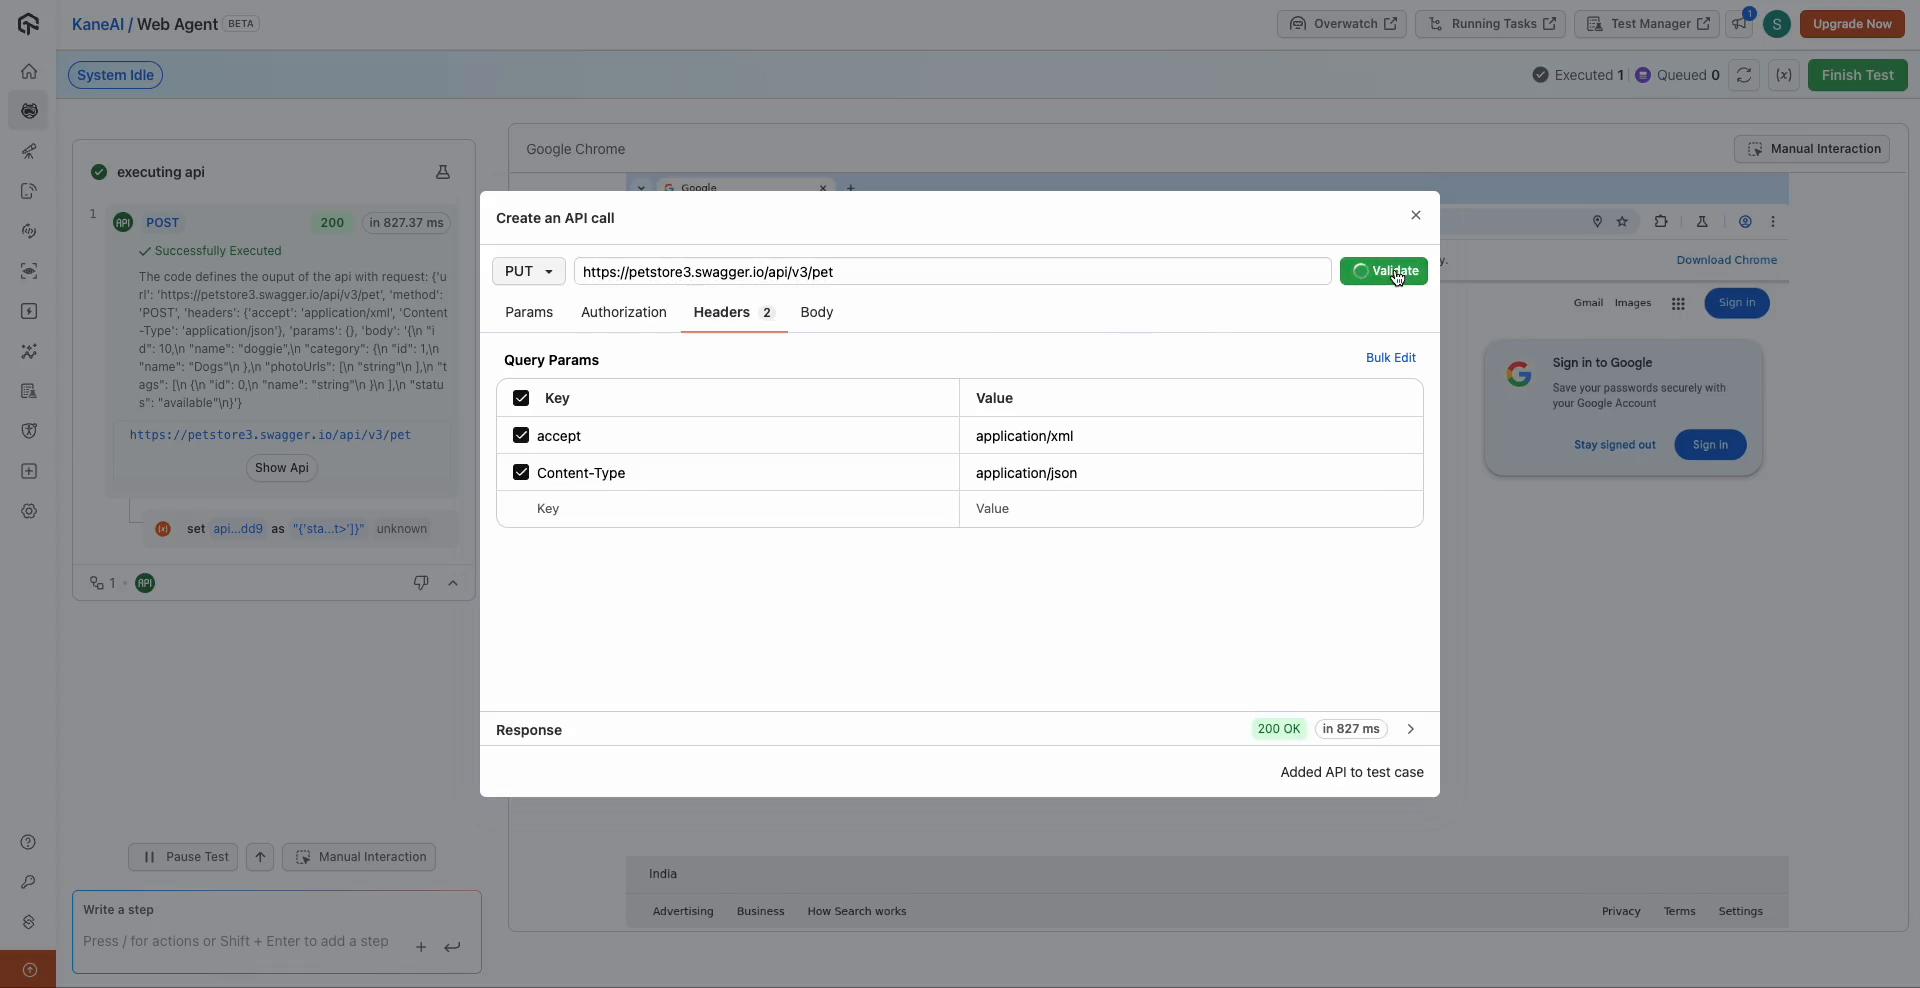 KaneAI / Web Agent BETA
Overwatch
Running Tasks
Test Manager
1
S
Upgrade Now
System Idle
Executed 1
Queued 0
(x)
Finish Test
executing api
1
API POST 200 in 827.37 ms
Successfully Executed
The code defines the ouput of the api with request: {'u
rl': 'https://petstore3.swagger.io/api/v3/pet', 'method':
'POST', 'headers': {'accept': 'application/xml', 'Content
-Type': 'application/json'}, 'params': {}, 'body': '{\n "i
d": 10,\n "name": "doggie",\n "category": {\n "id": 1,\n
"name": "Dogs"\n },\n "photoUrls": [\n "string"\n ],\n "t
ags": [\n {\n "id": 0,\n "name": "string"\n }\n ],\n "statu
s": "available"\n}'}
https://petstore3.swagger.io/api/v3/pet
Show Api
set api...dd9 as "{'sta...t>']}" unknown
1 API
Pause Test
Manual Interaction
Write a step
Press / for actions or Shift + Enter to add a step
Google Chrome
Manual Interaction
Google
y.
Download Chrome
Gmail Images
Sign in
Sign in to Google
Save your passwords securely with
your Google Account
Stay signed out
Sign in
Create an API call
PUT
https://petstore3.swagger.io/api/v3/pet
Validate
Params Authorization Headers 2 Body
Query Params
Bulk Edit
Key Value
accept application/xml
Content-Type application/json
Key Value
Response
200 OK
in 827 ms
Added API to test case
India
Advertising Business How Search works
Privacy Terms Settings